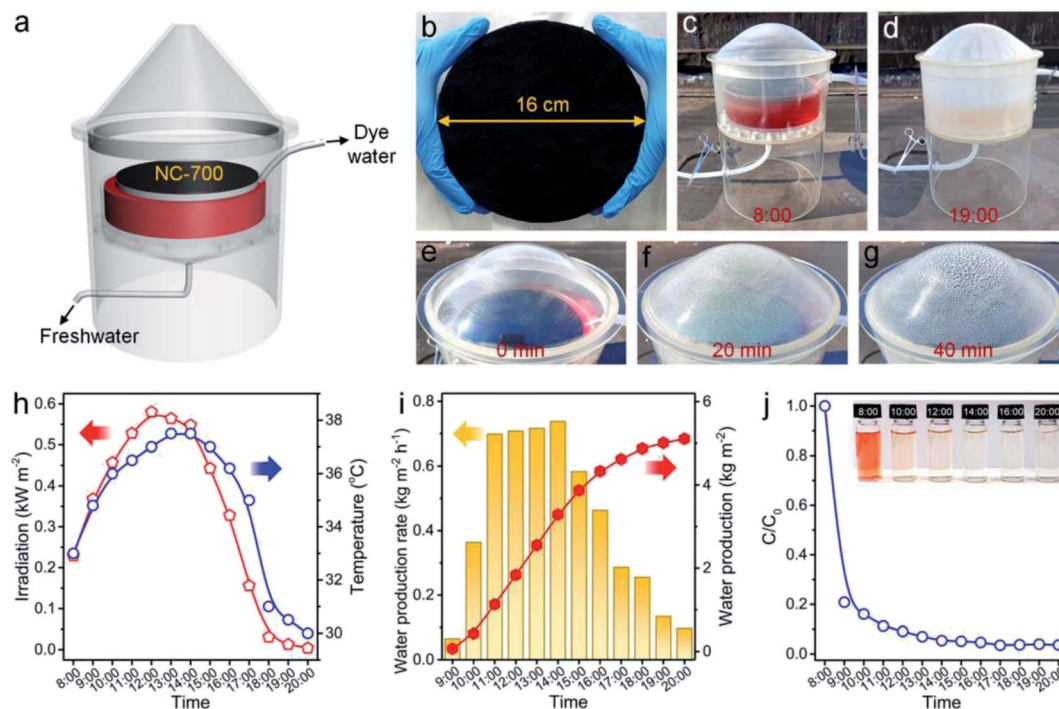 a
NC-700
Dye
water
Freshwater
b
16 cm
c
8:00
d
19:00
e
0 min
f
20 min
g
40 min
h
Irradiation (kW m⁻²)
0.6
0.5
0.4
0.3
0.2
0.1
0.0
Temperature (°C)
38
36
34
32
30
8:00
9:00
10:00
11:00
12:00
13:00
14:00
15:00
16:00
17:00
18:00
19:00
20:00
Time
i
Water production rate (kg m⁻² h⁻¹)
0.8
0.6
0.4
0.2
0.0
Water production (kg m⁻²)
6
4
2
0
9:00
10:00
11:00
12:00
13:00
14:00
15:00
16:00
17:00
18:00
19:00
20:00
Time
j
8:00 10:00 12:00 14:00 16:00 20:00
C/C₀
1.0
0.8
0.6
0.4
0.2
0.0
8:00
9:00
10:00
11:00
12:00
13:00
14:00
15:00
16:00
17:00
18:00
19:00
20:00
Time